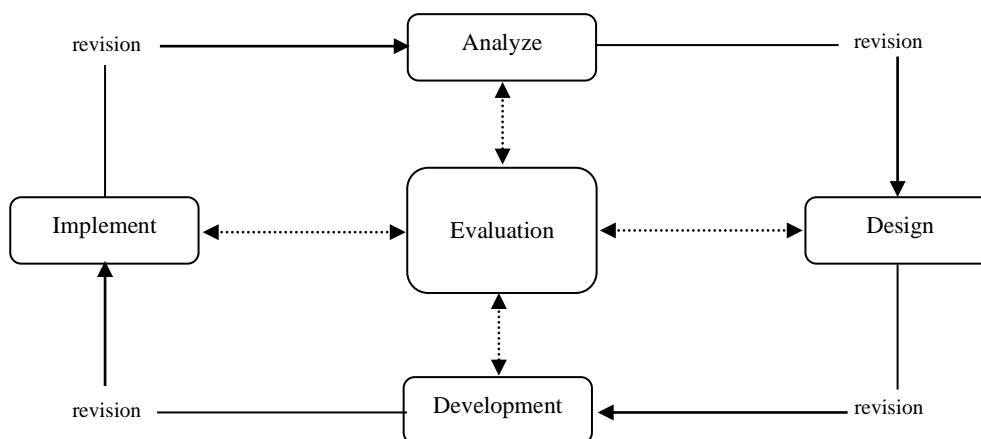 revision
Analyze
revision
Implement
Evaluation
Design
revision
Development
revision